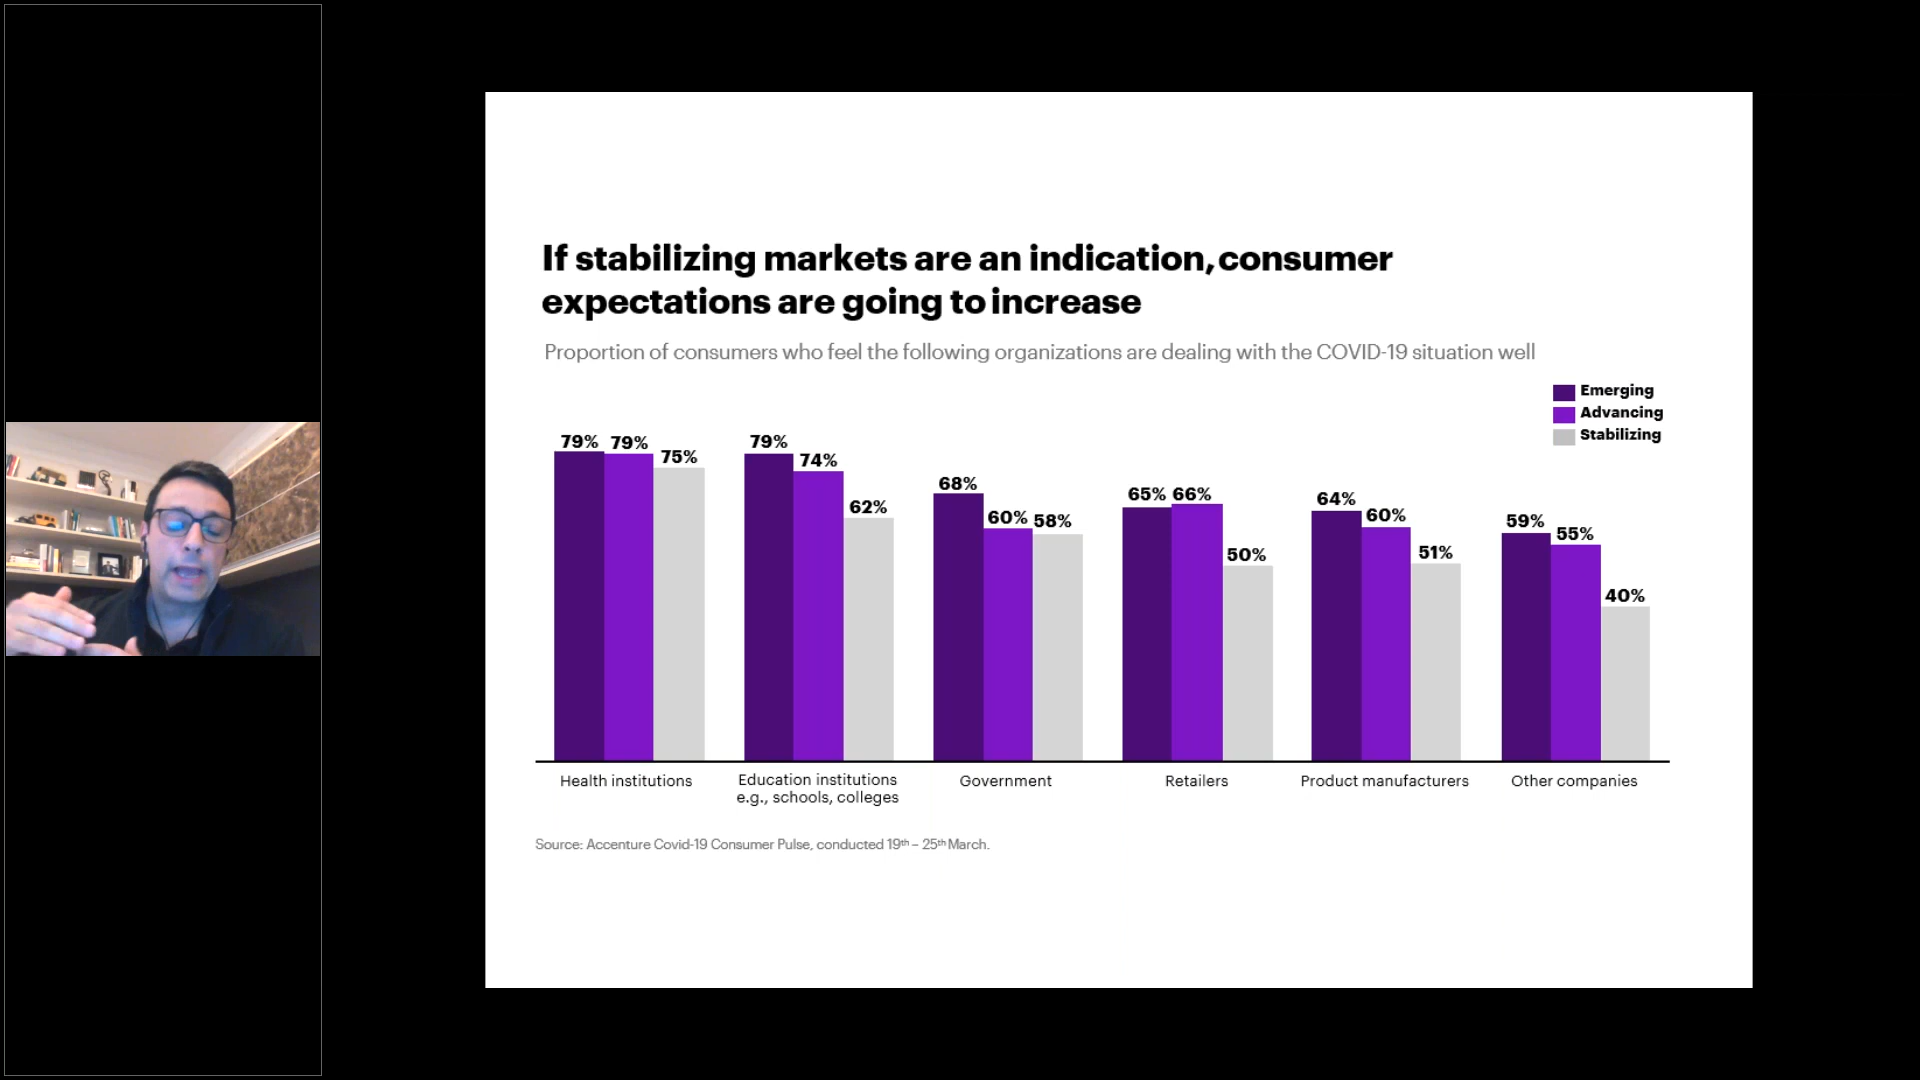 If stabilizing markets are an indication, consumer
expectations are going to increase
Proportion of consumers who feel the following organizations are dealing with the COVID-19 situation well
Emerging
Advancing
Stabilizing
79% 79% 75%
79% 74% 62%
68% 60% 58%
65% 66% 50%
64% 60% 51%
59% 55% 40%
Health institutions
Education institutions
e.g., schools, colleges
Government
Retailers
Product manufacturers
Other companies
Source: Accenture Covid-19 Consumer Pulse, conducted 19th – 25th March.